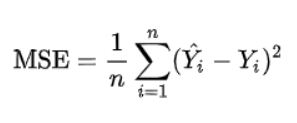 MSE = \frac{1}{n} \sum_{i=1}^{n} (\hat{Y}_i - Y_i)^2